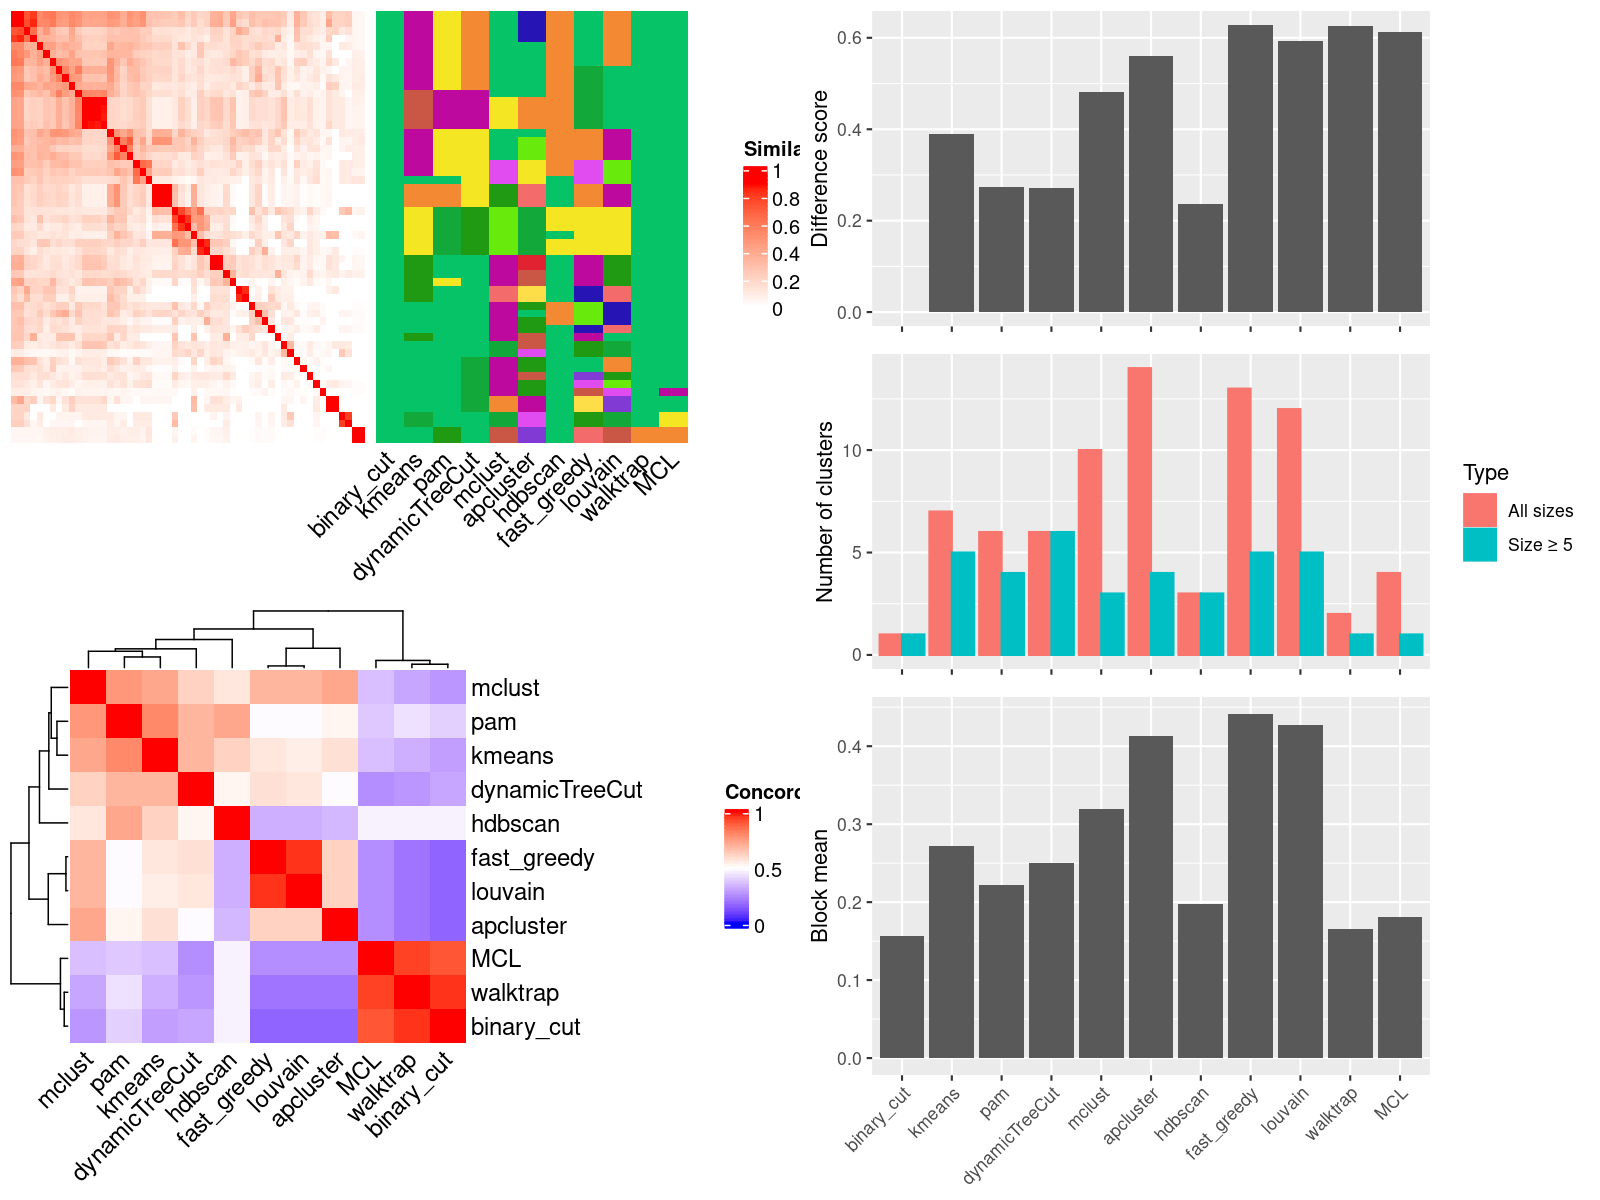 Simila
1
0.8
0.6
0.4
0.2
0
binary_cut
kmeans
pam
dynamicTreeCut
mclust
apcluster
hdbscan
fast_greedy
louvain
walktrap
MCL
mclust
pam
kmeans
dynamicTreeCut
hdbscan
fast_greedy
louvain
apcluster
MCL
walktrap
binary_cut
Concord
1
0.5
0
mclust
pam
kmeans
dynamicTreeCut
hdbscan
fast_greedy
louvain
apcluster
MCL
walktrap
binary_cut
Difference score
0.6
0.4
0.2
0.0
Number of clusters
10
5
0
Type
All sizes
Size ≥ 5
Block mean
0.4
0.3
0.2
0.1
0.0
binary_cut
kmeans
pam
dynamicTreeCut
mclust
apcluster
hdbscan
fast_greedy
louvain
walktrap
MCL